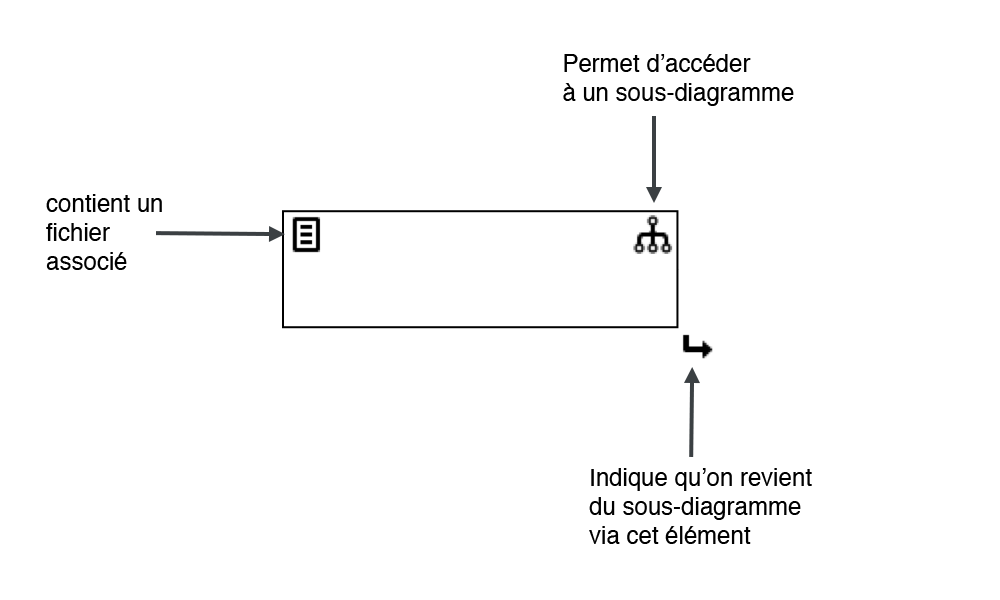 Permet d’accéder
à un sous-diagramme
contient un
fichier
associé
Indique qu’on revient
du sous-diagramme
via cet élément